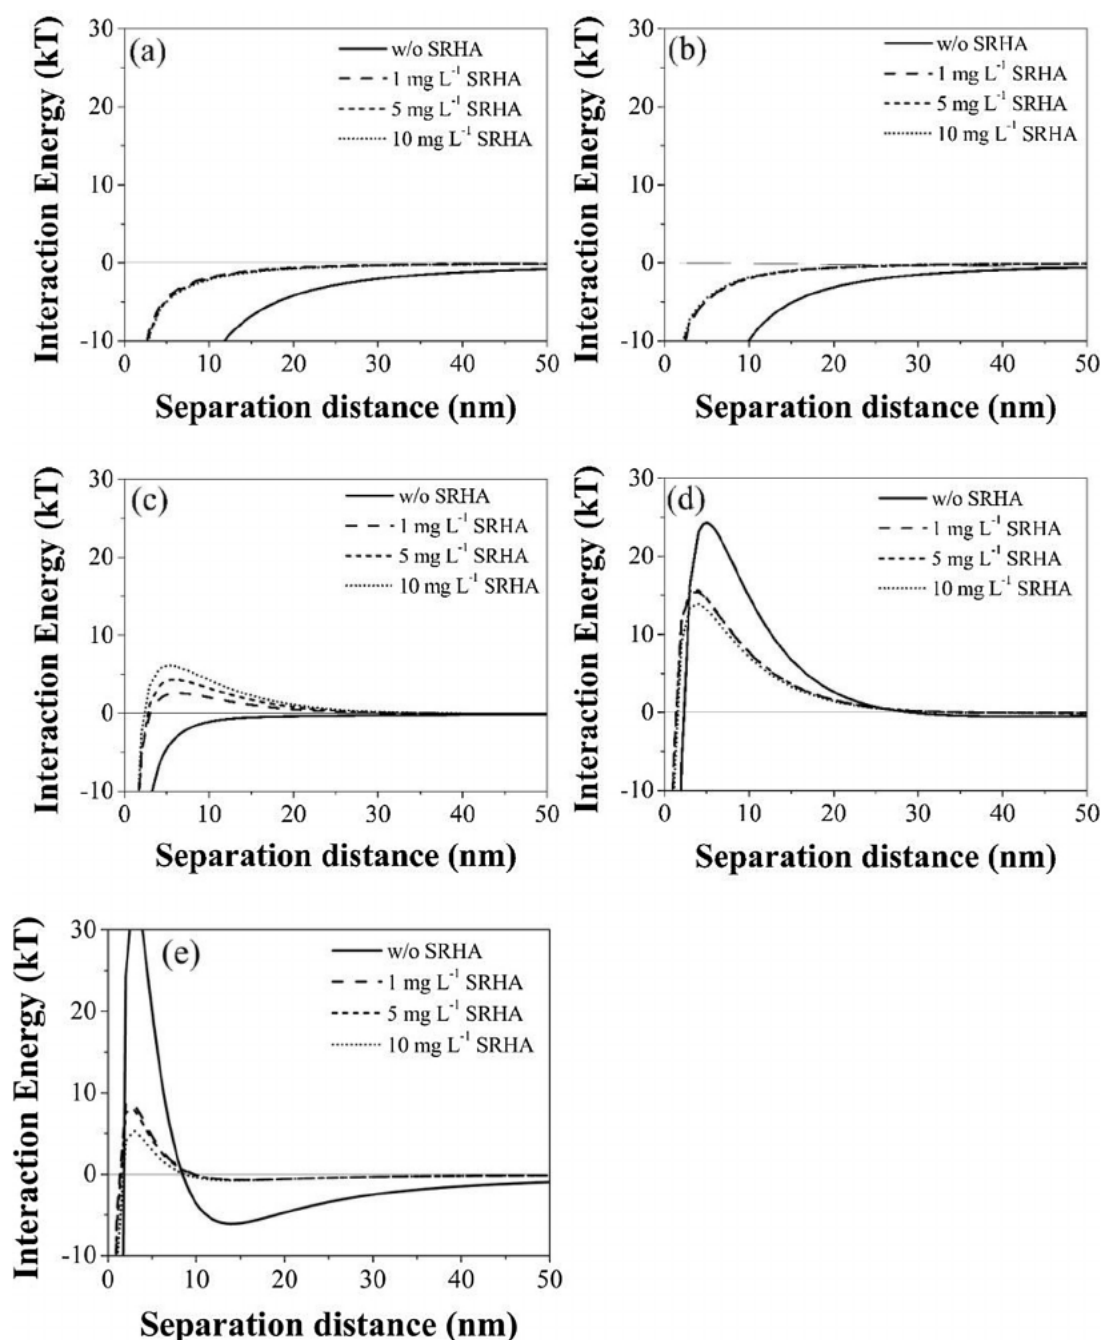 (a)
w/o SRHA
1 mg L⁻¹ SRHA
5 mg L⁻¹ SRHA
10 mg L⁻¹ SRHA
30
20
10
0
-10
0 10 20 30 40 50
Interaction Energy (kT)
Separation distance (nm)
(b)
w/o SRHA
1 mg L⁻¹ SRHA
5 mg L⁻¹ SRHA
10 mg L⁻¹ SRHA
30
20
10
0
-10
0 10 20 30 40 50
Interaction Energy (kT)
Separation distance (nm)
(c)
w/o SRHA
1 mg L⁻¹ SRHA
5 mg L⁻¹ SRHA
10 mg L⁻¹ SRHA
30
20
10
0
-10
0 10 20 30 40 50
Interaction Energy (kT)
Separation distance (nm)
(d)
w/o SRHA
1 mg L⁻¹ SRHA
5 mg L⁻¹ SRHA
10 mg L⁻¹ SRHA
30
20
10
0
-10
0 10 20 30 40 50
Interaction Energy (kT)
Separation distance (nm)
(e)
w/o SRHA
1 mg L⁻¹ SRHA
5 mg L⁻¹ SRHA
10 mg L⁻¹ SRHA
30
20
10
0
-10
0 10 20 30 40 50
Interaction Energy (kT)
Separation distance (nm)